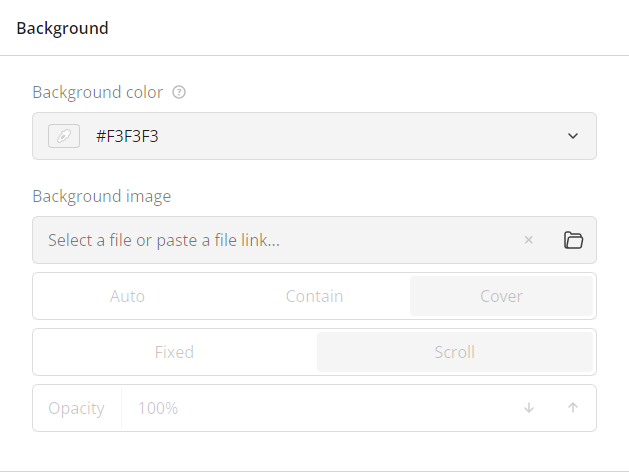 Background
Background color ?
#F3F3F3
Background image
Select a file or paste a file link...
Auto Contain Cover
Fixed Scroll
Opacity 100%